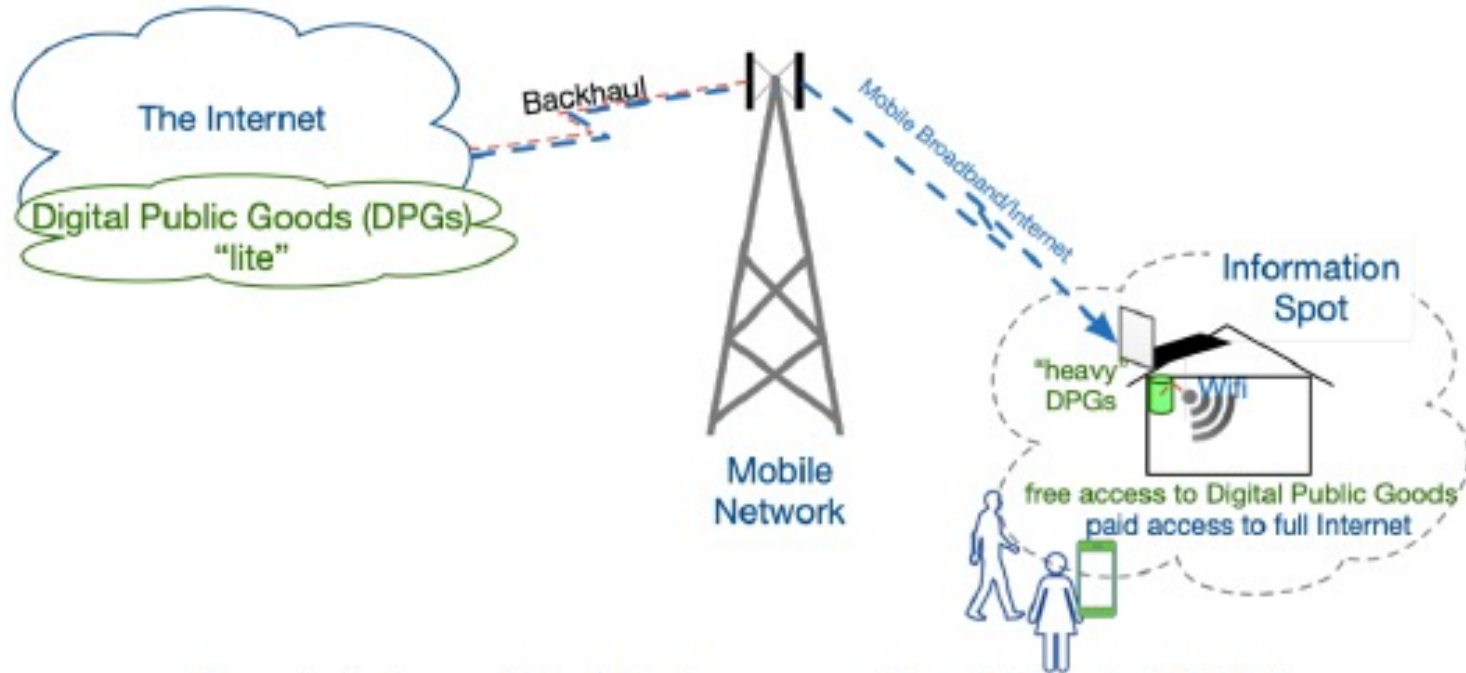 The Internet
Digital Public Goods (DPGs)
“lite”
Backhaul
Mobile Broadband/Internet
Mobile
Network
Information
Spot
“heavy”
DPGs
Wifi
free access to Digital Public Goods
paid access to full Internet